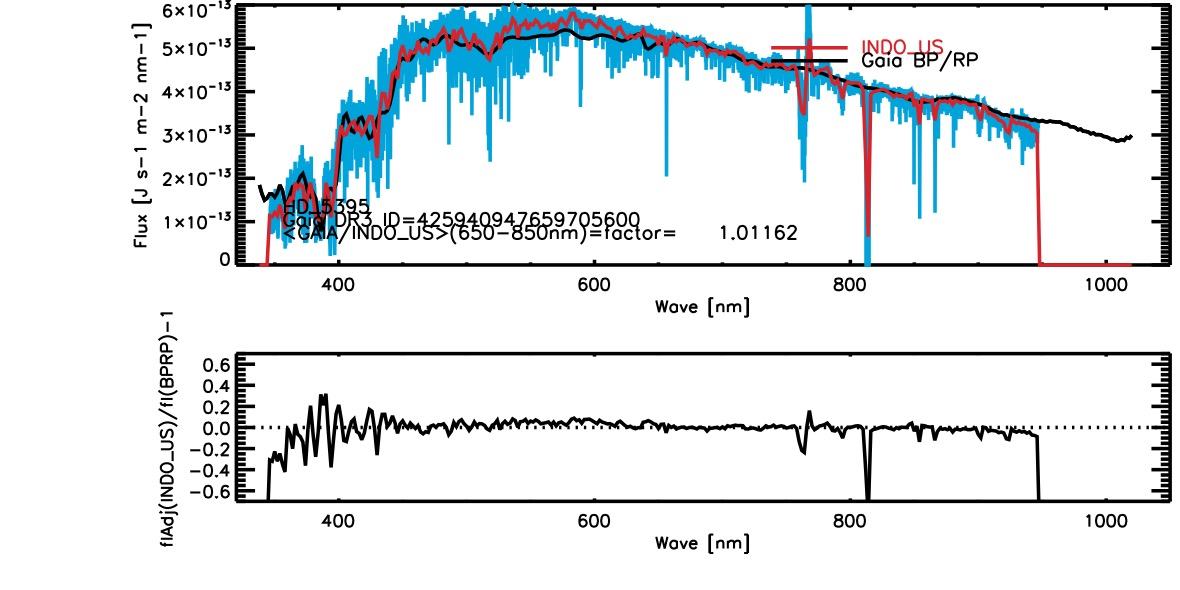 6×10−13
5×10−13
4×10−13
3×10−13
2×10−13
1×10−13
0
Flux [J s−1 m−2 nm−1]
INDO_US
Gaia BP/RP
HD_15395
Gaia DR3 ID=4259409476597056​00
<GAIA/INDO_US>(650−850nm)=factor= 1.01162
400 600 800 1000
Wave [nm]
0.6
0.4
0.2
0.0
−0.2
−0.4
−0.6
flAdj(INDO_US)/fl(BPRP)−1
400 600 800 1000
Wave [nm]